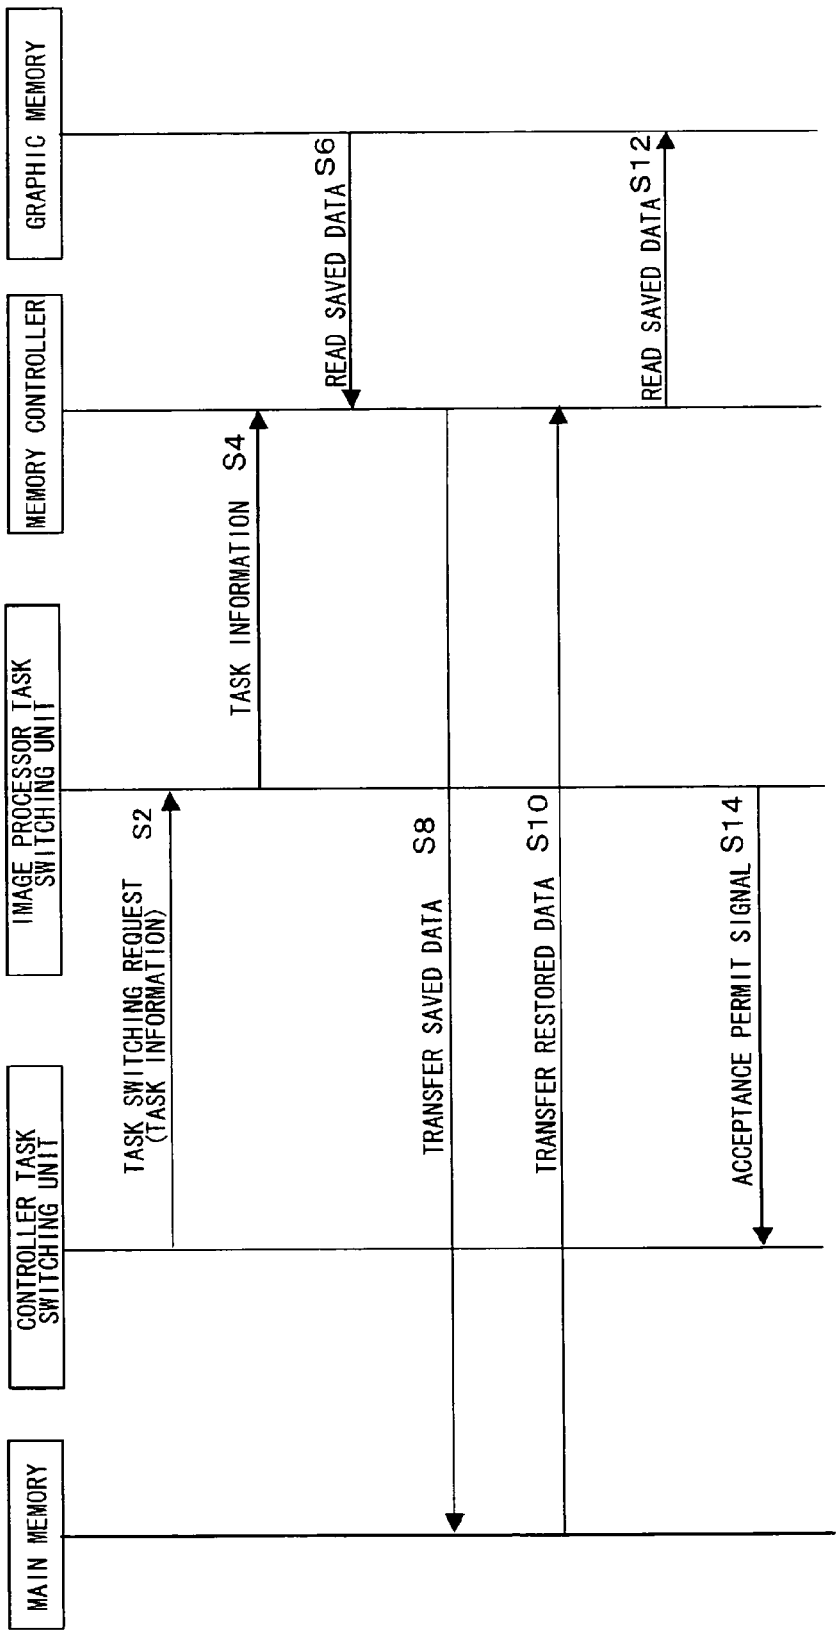 MAIN MEMORY
CONTROLLER TASK
SWITCHING UNIT
IMAGE PROCESSOR TASK
SWITCHING UNIT
MEMORY CONTROLLER
GRAPHIC MEMORY
TASK SWITCHING REQUEST
(TASK INFORMATION)
S2
TASK INFORMATION S4
READ SAVED DATA S6
TRANSFER SAVED DATA S8
TRANSFER RESTORED DATA S10
READ SAVED DATA S12
ACCEPTANCE PERMIT SIGNAL S14